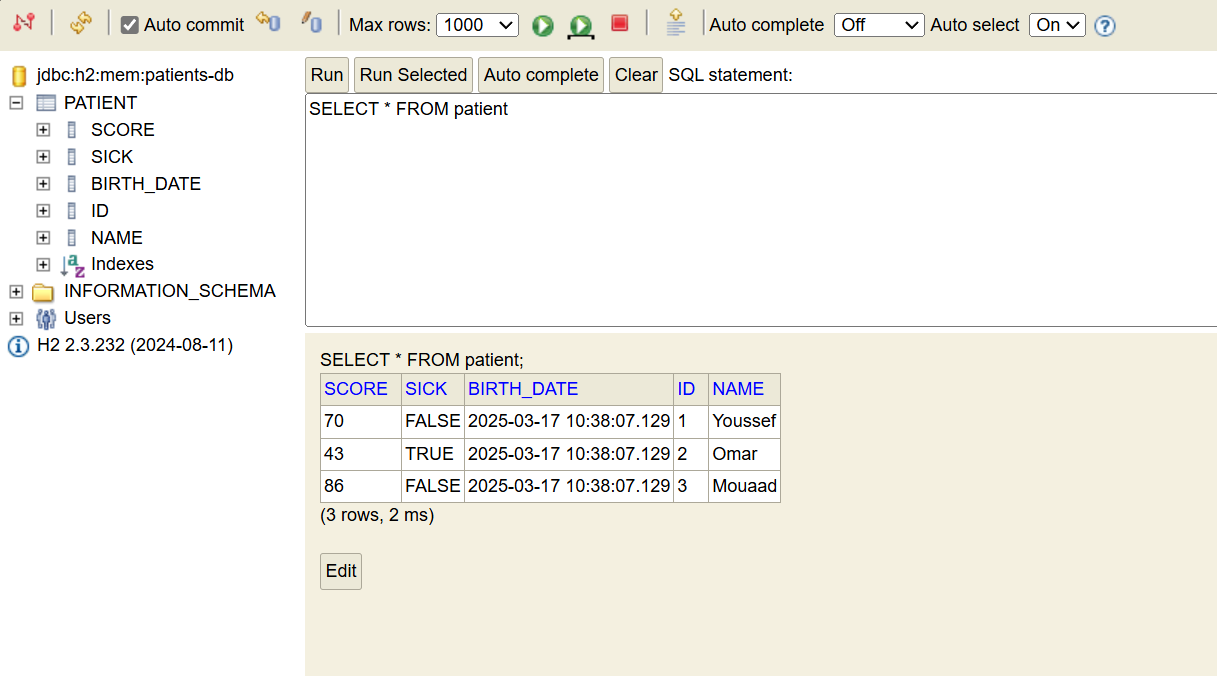 Auto commit Max rows: 1000 Auto complete Off Auto select On ?
jdbc:h2:mem:patients-db
PATIENT
SCORE
SICK
BIRTH_DATE
ID
NAME
Indexes
INFORMATION_SCHEMA
Users
H2 2.3.232 (2024-08-11)
Run Run Selected Auto complete Clear SQL statement:
SELECT * FROM patient
SELECT * FROM patient;
SCORE SICK BIRTH_DATE ID NAME
70 FALSE 2025-03-17 10:38:07.129 1 Youssef
43 TRUE 2025-03-17 10:38:07.129 2 Omar
86 FALSE 2025-03-17 10:38:07.129 3 Mouaad
(3 rows, 2 ms)
Edit